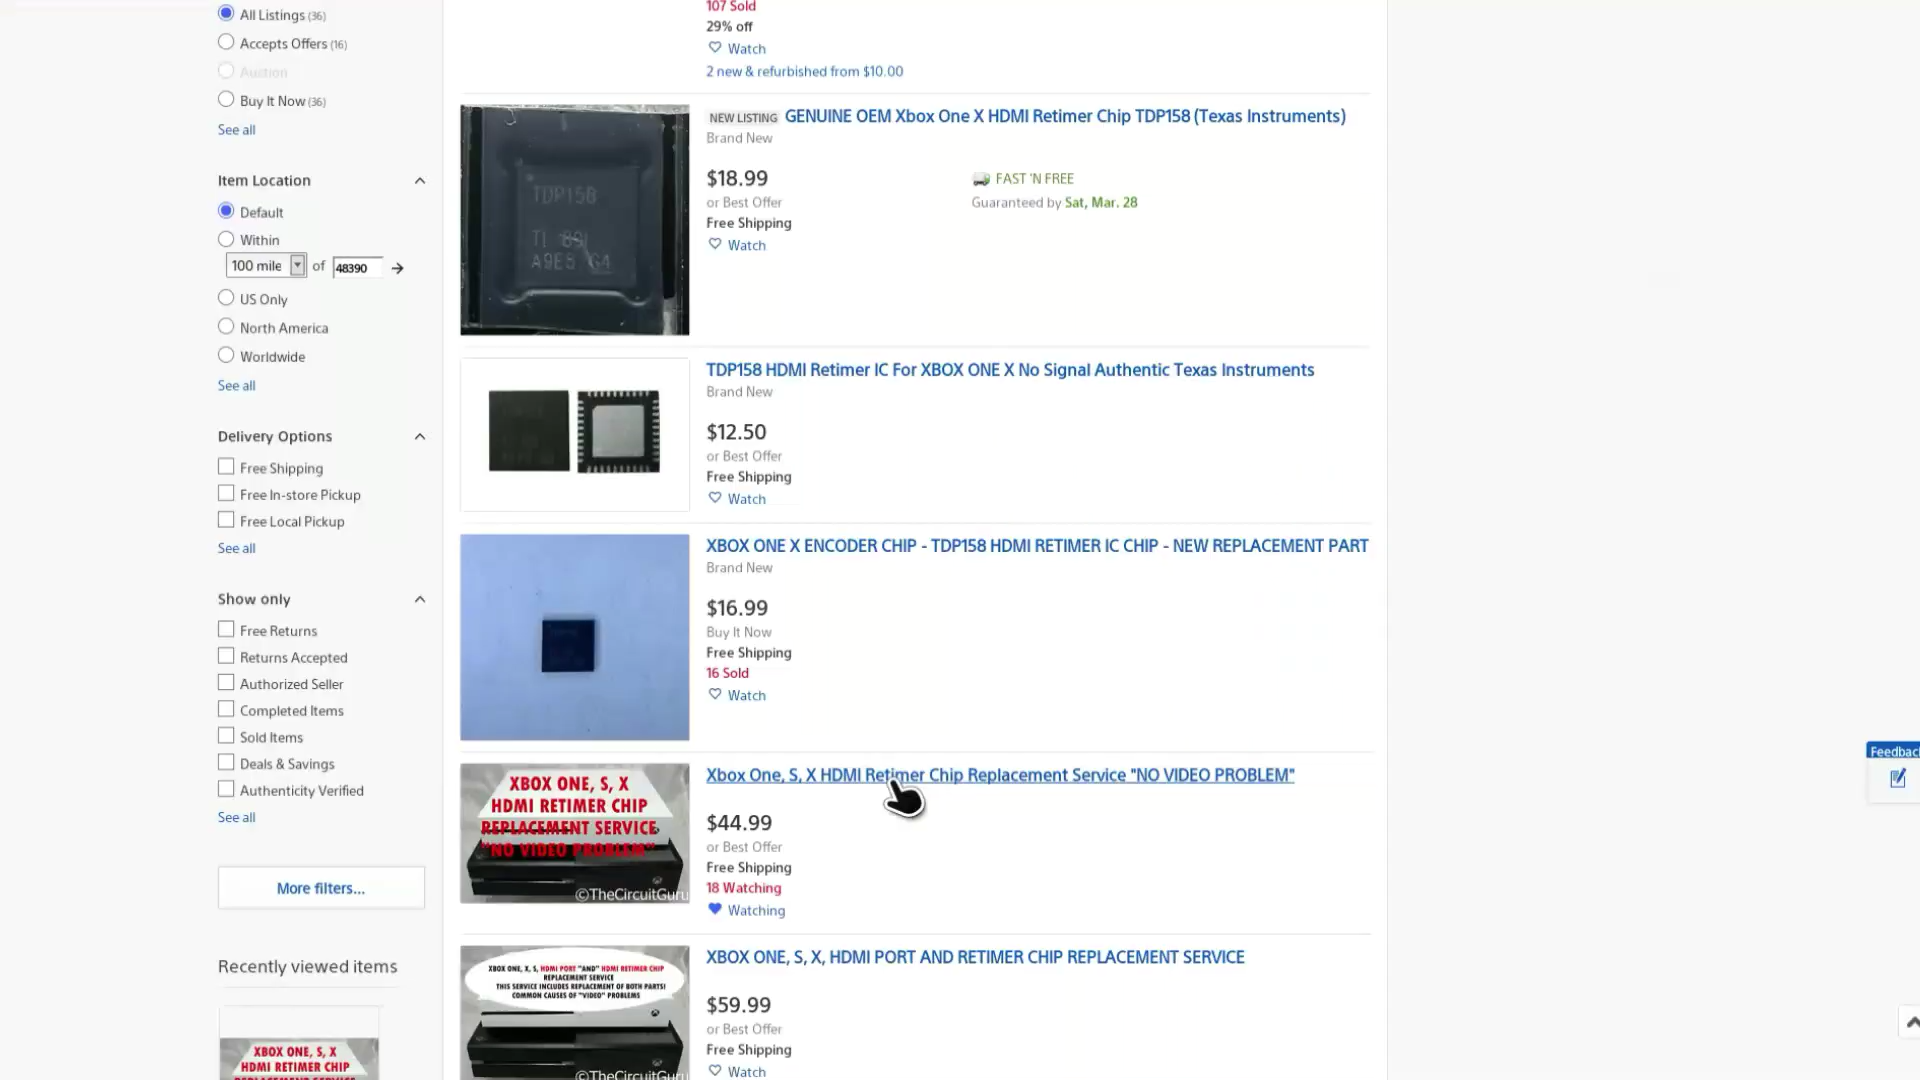 All Listings (36)
Accepts Offers (16)
Auction
Buy It Now (36)
See all
Item Location
Default
Within
100 mile of 48390
US Only
North America
Worldwide
See all
Delivery Options
Free Shipping
Free In-store Pickup
Free Local Pickup
See all
Show only
Free Returns
Returns Accepted
Authorized Seller
Completed Items
Sold Items
Deals & Savings
Authenticity Verified
See all
More filters...
Recently viewed items
XBOX ONE, S, X
HDMI RETIMER CHIP
REPLACEMENT SERVICE
107 Sold
29% off
Watch
2 new & refurbished from $10.00
TDP158
TI 89I
A9E5 G4
NEW LISTING GENUINE OEM Xbox One X HDMI Retimer Chip TDP158 (Texas Instruments)
Brand New
$18.99
or Best Offer
Free Shipping
Watch
FAST 'N FREE
Guaranteed by Sat, Mar. 28
TDP158 HDMI Retimer IC For XBOX ONE X No Signal Authentic Texas Instruments
Brand New
$12.50
or Best Offer
Free Shipping
Watch
XBOX ONE X ENCODER CHIP - TDP158 HDMI RETIMER IC CHIP - NEW REPLACEMENT PART
Brand New
$16.99
Buy It Now
Free Shipping
16 Sold
Watch
XBOX ONE, S, X
HDMI RETIMER CHIP
REPLACEMENT SERVICE
"NO VIDEO PROBLEM"
©TheCircuitGuru
Xbox One, S, X HDMI Retimer Chip Replacement Service "NO VIDEO PROBLEM"
$44.99
or Best Offer
Free Shipping
18 Watching
Watching
XBOX ONE, X, S, HDMI PORT "AND" HDMI RETIMER CHIP
REPLACEMENT SERVICE
THIS SERVICE INCLUDES REPLACEMENT OF BOTH PARTS!
COMMON CAUSES OF "VIDEO" PROBLEMS
©TheCircuitGuru
XBOX ONE, S, X, HDMI PORT AND RETIMER CHIP REPLACEMENT SERVICE
$59.99
or Best Offer
Free Shipping
Watch
Feedbac